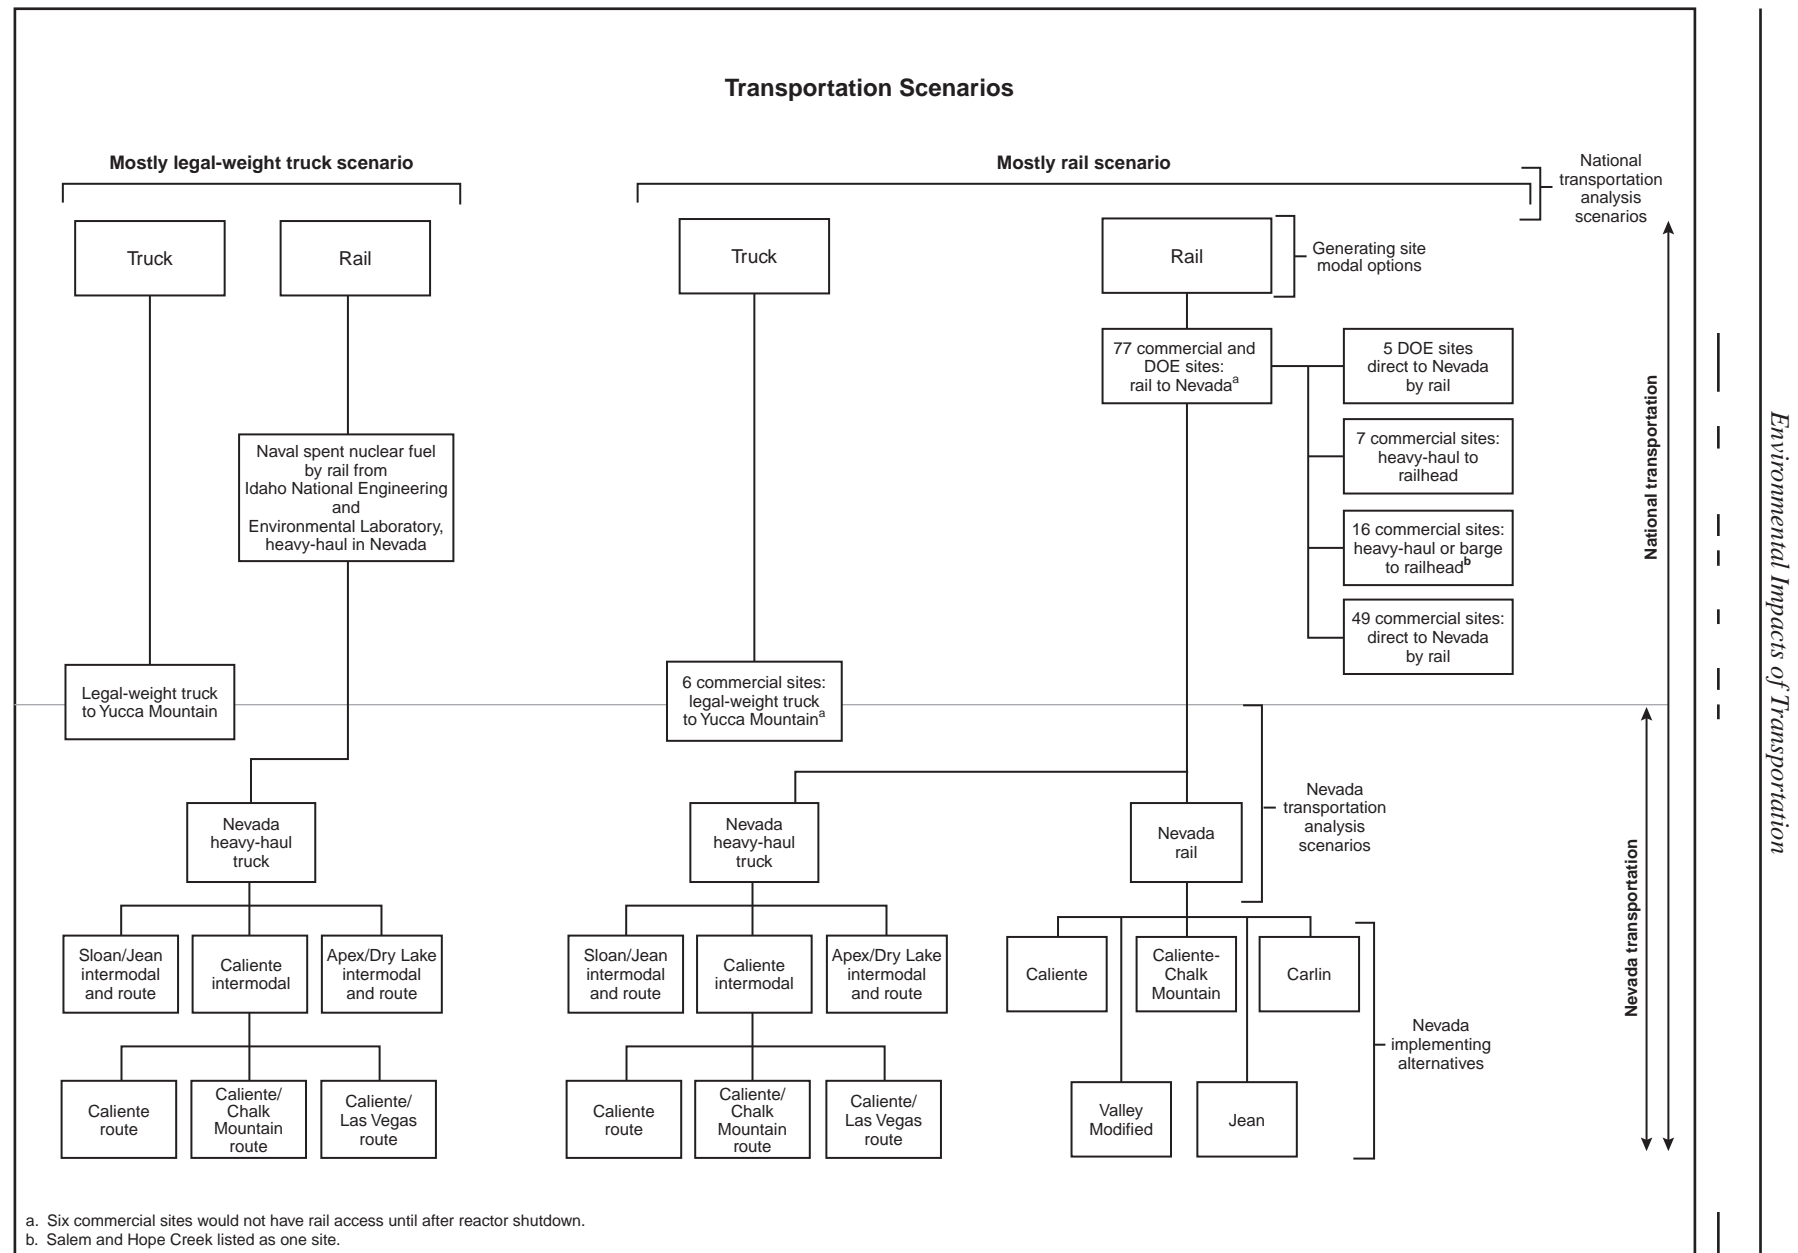 Transportation Scenarios
Mostly legal-weight truck scenario
Mostly rail scenario
National
transportation
analysis
scenarios
Truck
Rail
Truck
Rail
Generating site
modal options
77 commercial and
DOE sites:
rail to Nevadaa
5 DOE sites
direct to Nevada
by rail
7 commercial sites:
heavy-haul to
railhead
16 commercial sites:
heavy-haul or barge
to railheadb
49 commercial sites:
direct to Nevada
by rail
Naval spent nuclear fuel
by rail from
Idaho National Engineering
and
Environmental Laboratory,
heavy-haul in Nevada
Legal-weight truck
to Yucca Mountain
6 commercial sites:
legal-weight truck
to Yucca Mountaina
National transportation
Nevada
heavy-haul
truck
Nevada
heavy-haul
truck
Nevada
rail
Nevada
transportation
analysis
scenarios
Sloan/Jean
intermodal
and route
Caliente
intermodal
Apex/Dry Lake
intermodal
and route
Sloan/Jean
intermodal
and route
Caliente
intermodal
Apex/Dry Lake
intermodal
and route
Caliente
Caliente-
Chalk
Mountain
Carlin
Nevada
implementing
alternatives
Caliente
route
Caliente/
Chalk
Mountain
route
Caliente/
Las Vegas
route
Caliente
route
Caliente/
Chalk
Mountain
route
Caliente/
Las Vegas
route
Valley
Modified
Jean
Nevada transportation
a. Six commercial sites would not have rail access until after reactor shutdown.
b. Salem and Hope Creek listed as one site.
Environmental Impacts of Transportation